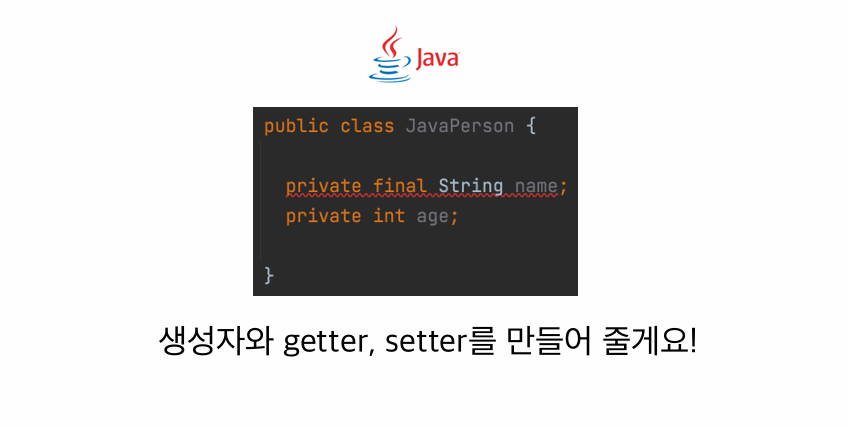 Java
public class JavaPerson {
private final String name;
private int age;
}
생성자와 getter, setter를 만들어 줄게요!